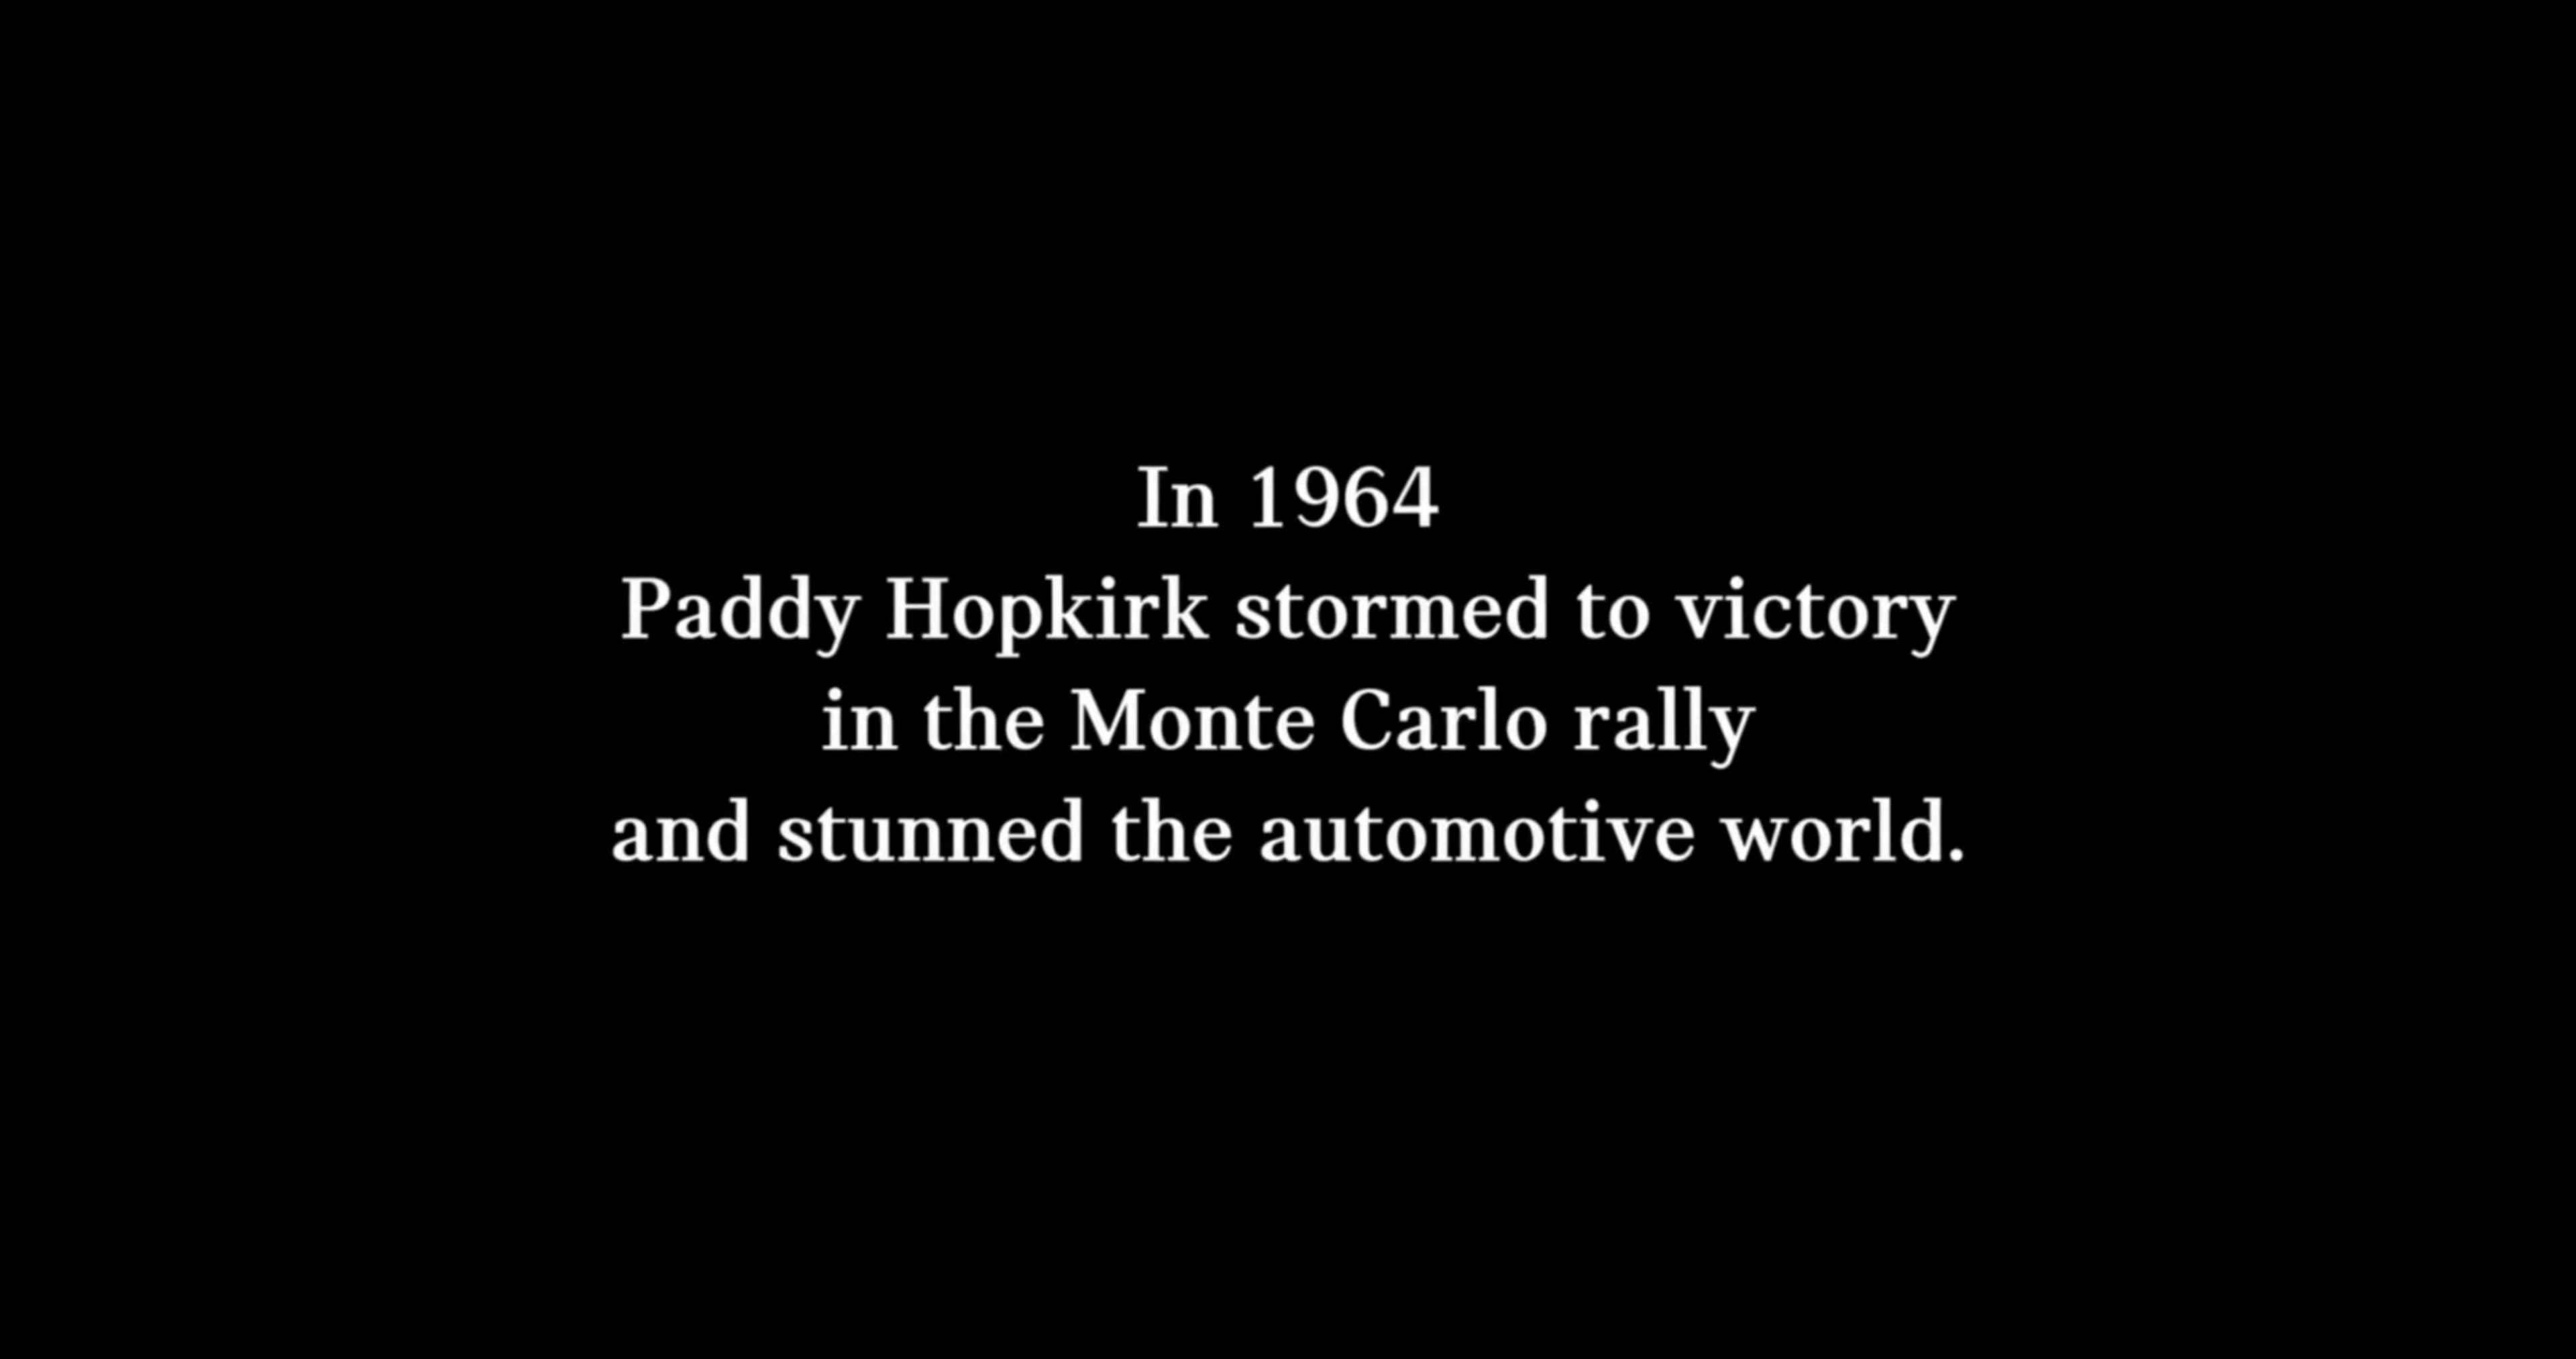 In 1964
Paddy Hopkirk stormed to victory
in the Monte Carlo rally
and stunned the automotive world.